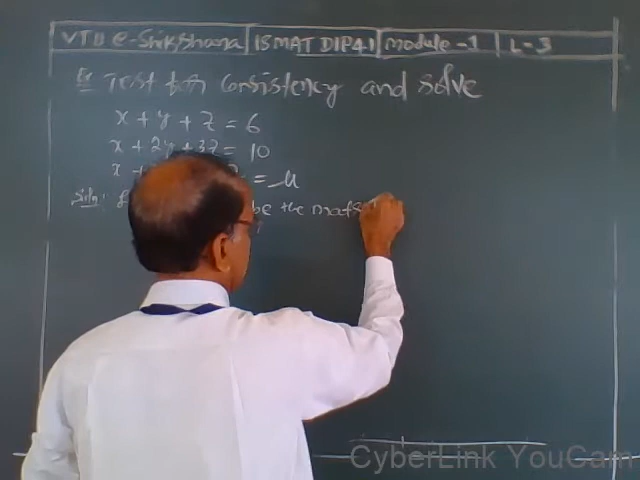 VTU e-Shikshana 15MAT DIP41 Module-1 L-3
Ex Test for Consistency and solve
x + y + z = 6
x + 2y + 3z = 10
x + = μ
Soln: be the
CyberLink YouCam